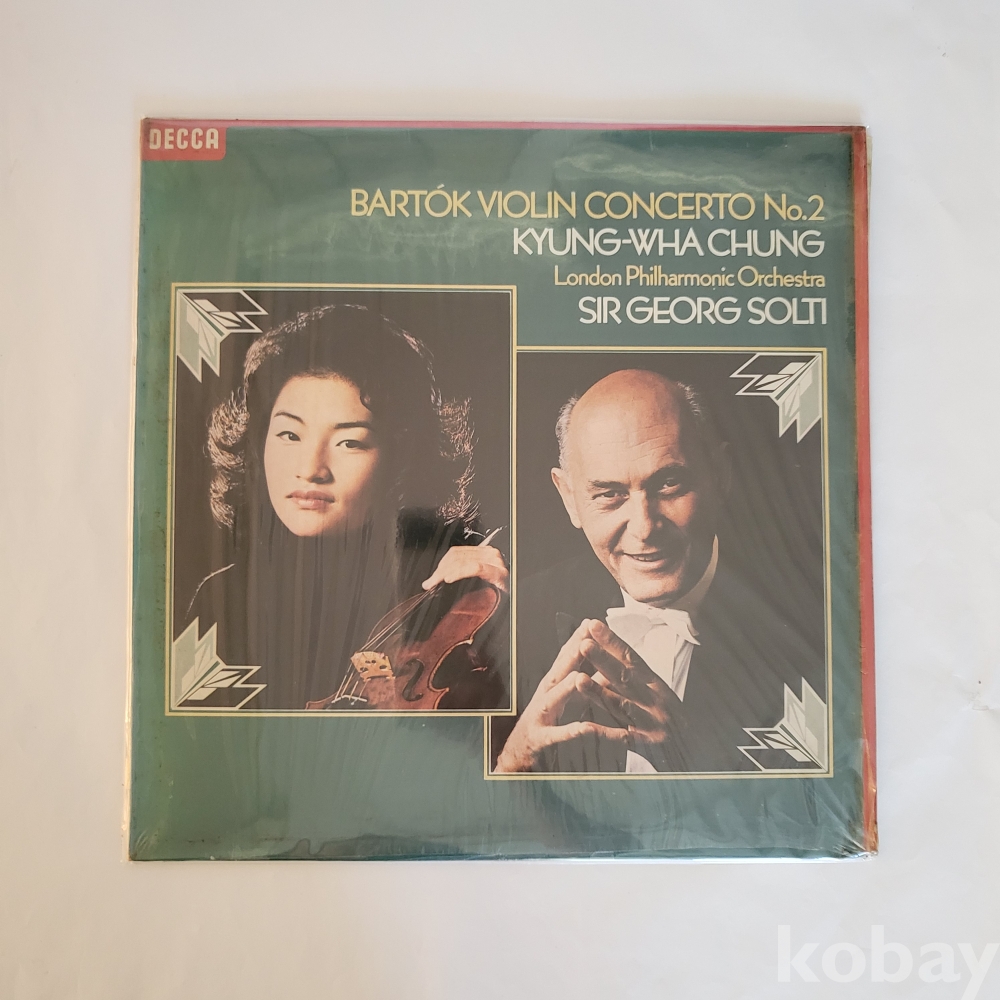 DECCA
BARTÓK VIOLIN CONCERTO No.2
KYUNG-WHA CHUNG
London Philharmonic Orchestra
SIR GEORG SOLTI
kobay